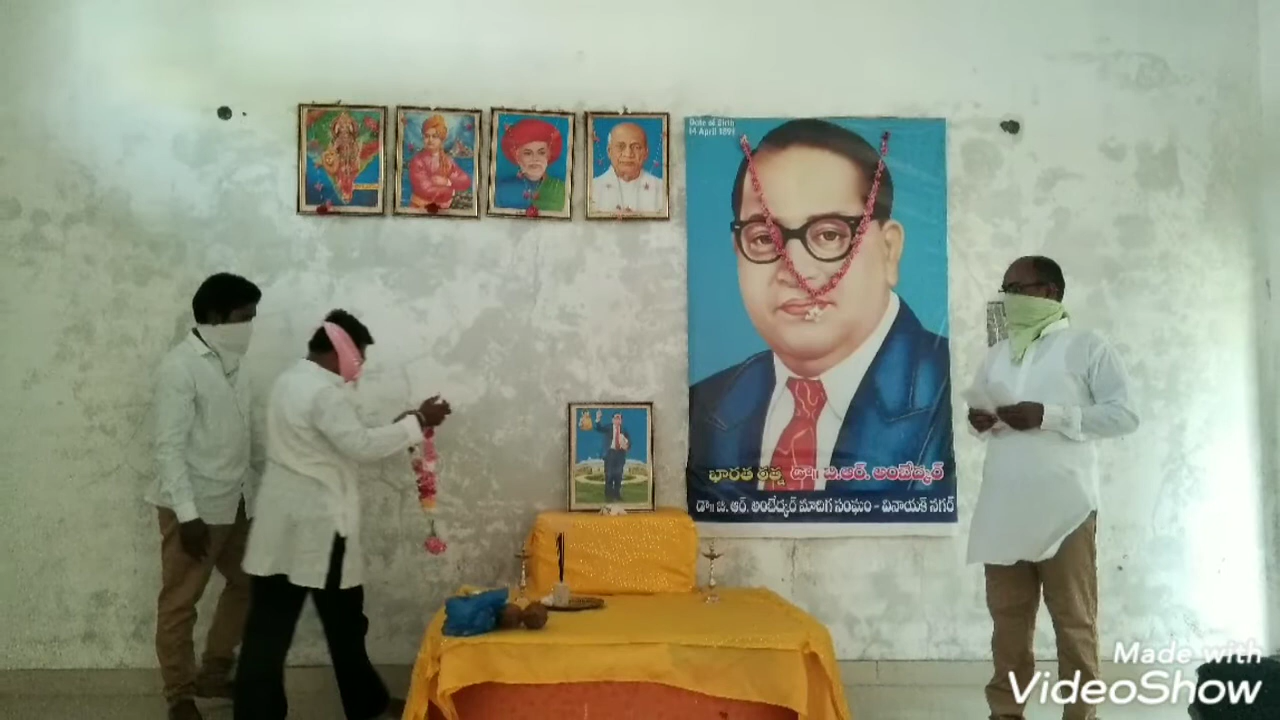 Date of Birth
14 April 1891
భారత రత్న డా|| బి.ఆర్. అంబేద్కర్
డా|| బి. ఆర్. అంబేద్కర్ మాదిగ సంఘం - వినాయక్ నగర్
Made with
VideoShow